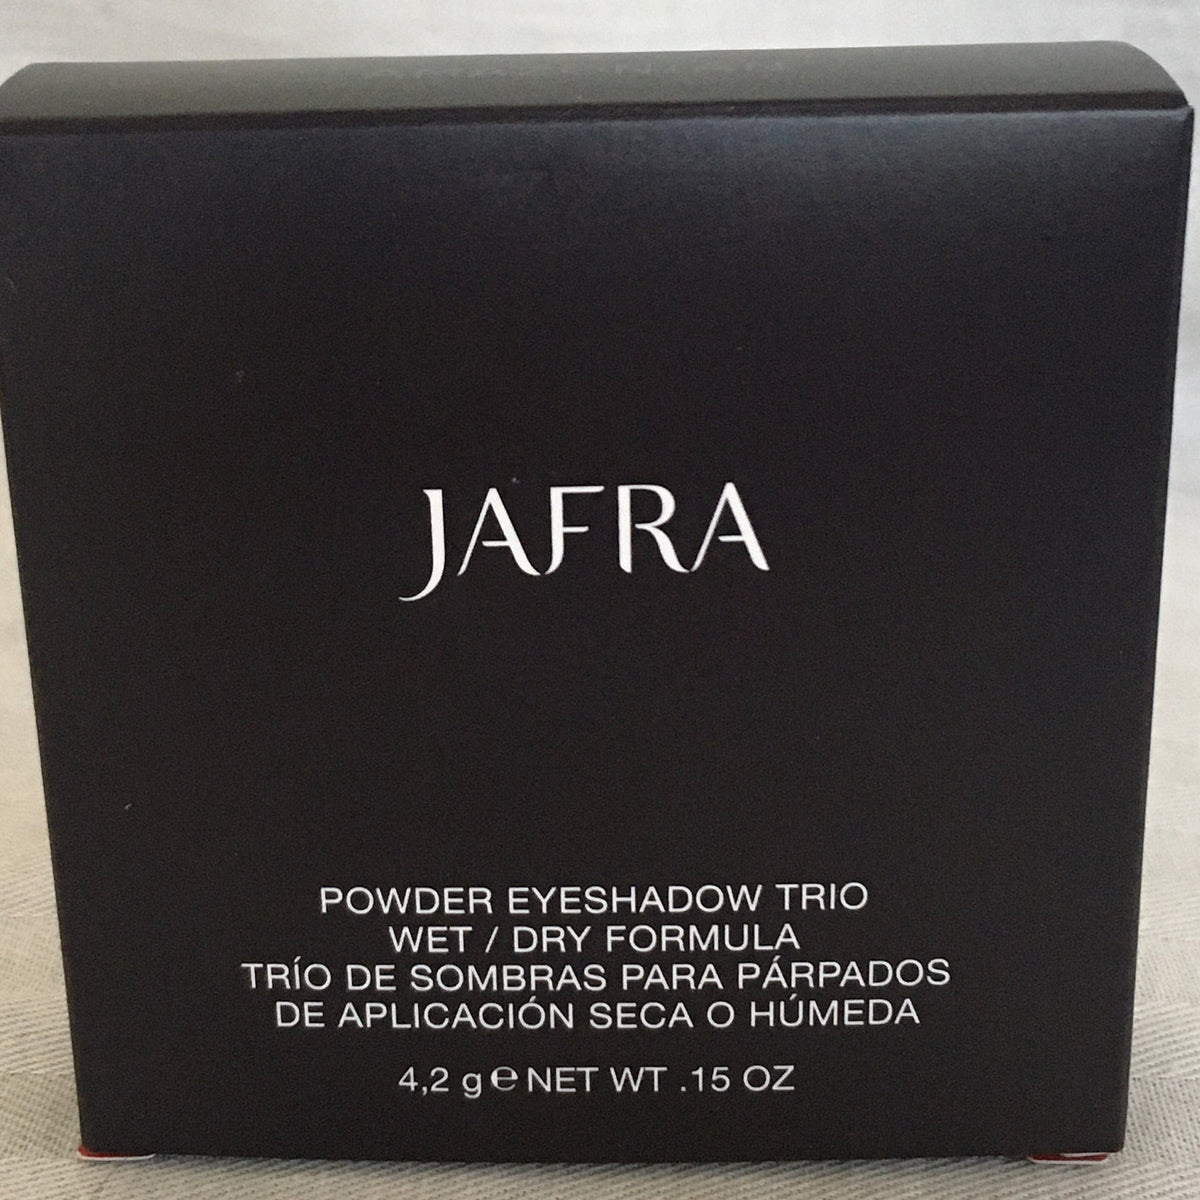 JAFRA
POWDER EYESHADOW TRIO
WET / DRY FORMULA
TRÍO DE SOMBRAS PARA PÁRPADOS
DE APLICACIÓN SECA O HÚMEDA
4,2 g ℮ NET WT .15 OZ